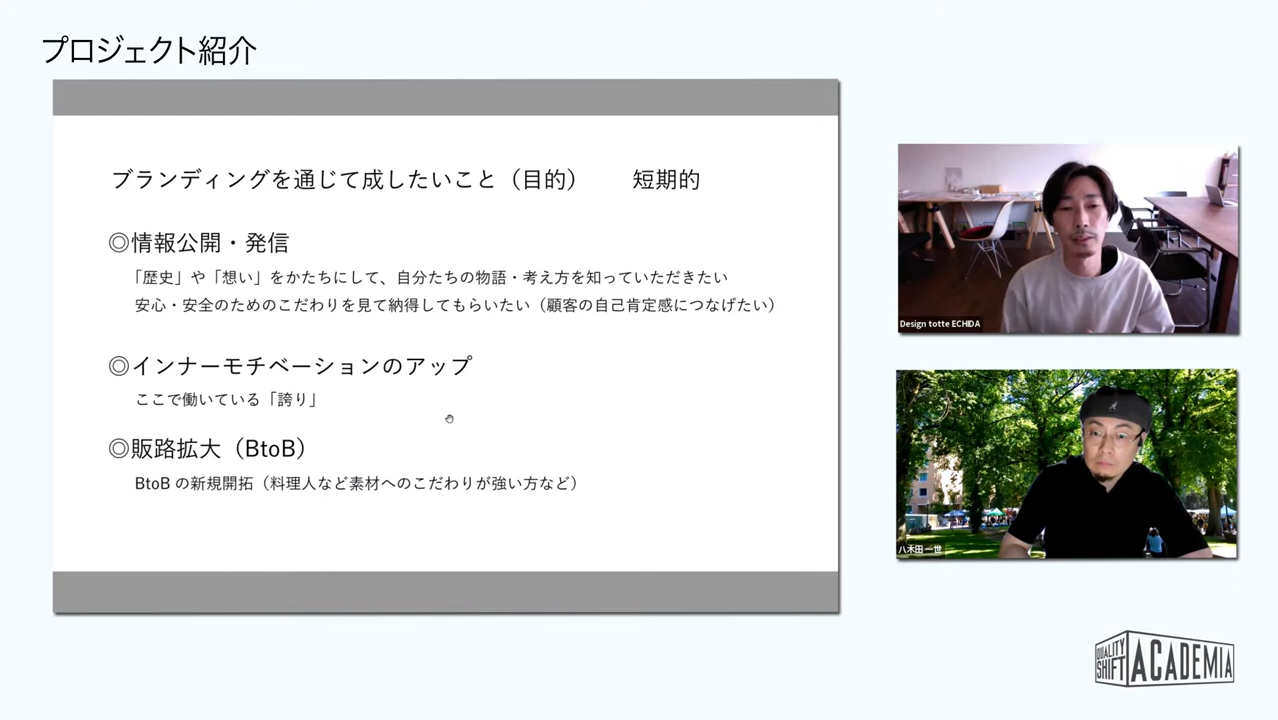 プロジェクト紹介
ブランディングを通じて成したいこと（目的）　　短期的
◎情報公開・発信
「歴史」や「想い」をかたちにして、自分たちの物語・考え方を知っていただきたい
安心・安全のためのこだわりを見て納得してもらいたい（顧客の自己肯定感につなげたい）
◎インナーモチベーションのアップ
ここで働いている「誇り」
◎販路拡大（BtoB）
BtoB の新規開拓（料理人など素材へのこだわりが強い方など）
Design totte ECHIDA
八木田 一世
QUALITY
SHIFT
ACADEMIA